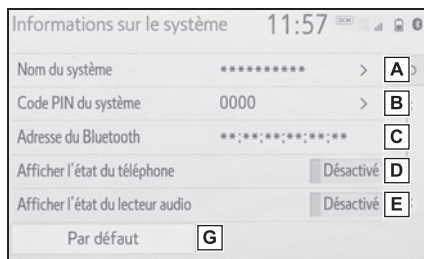 Informations sur le système 11:57 DCM
Nom du système ********** > A
Code PIN du système 0000 > B
Adresse du Bluetooth **:**:**:**:**:** C
Afficher l'état du téléphone Désactivé D
Afficher l'état du lecteur audio Désactivé E
Par défaut G